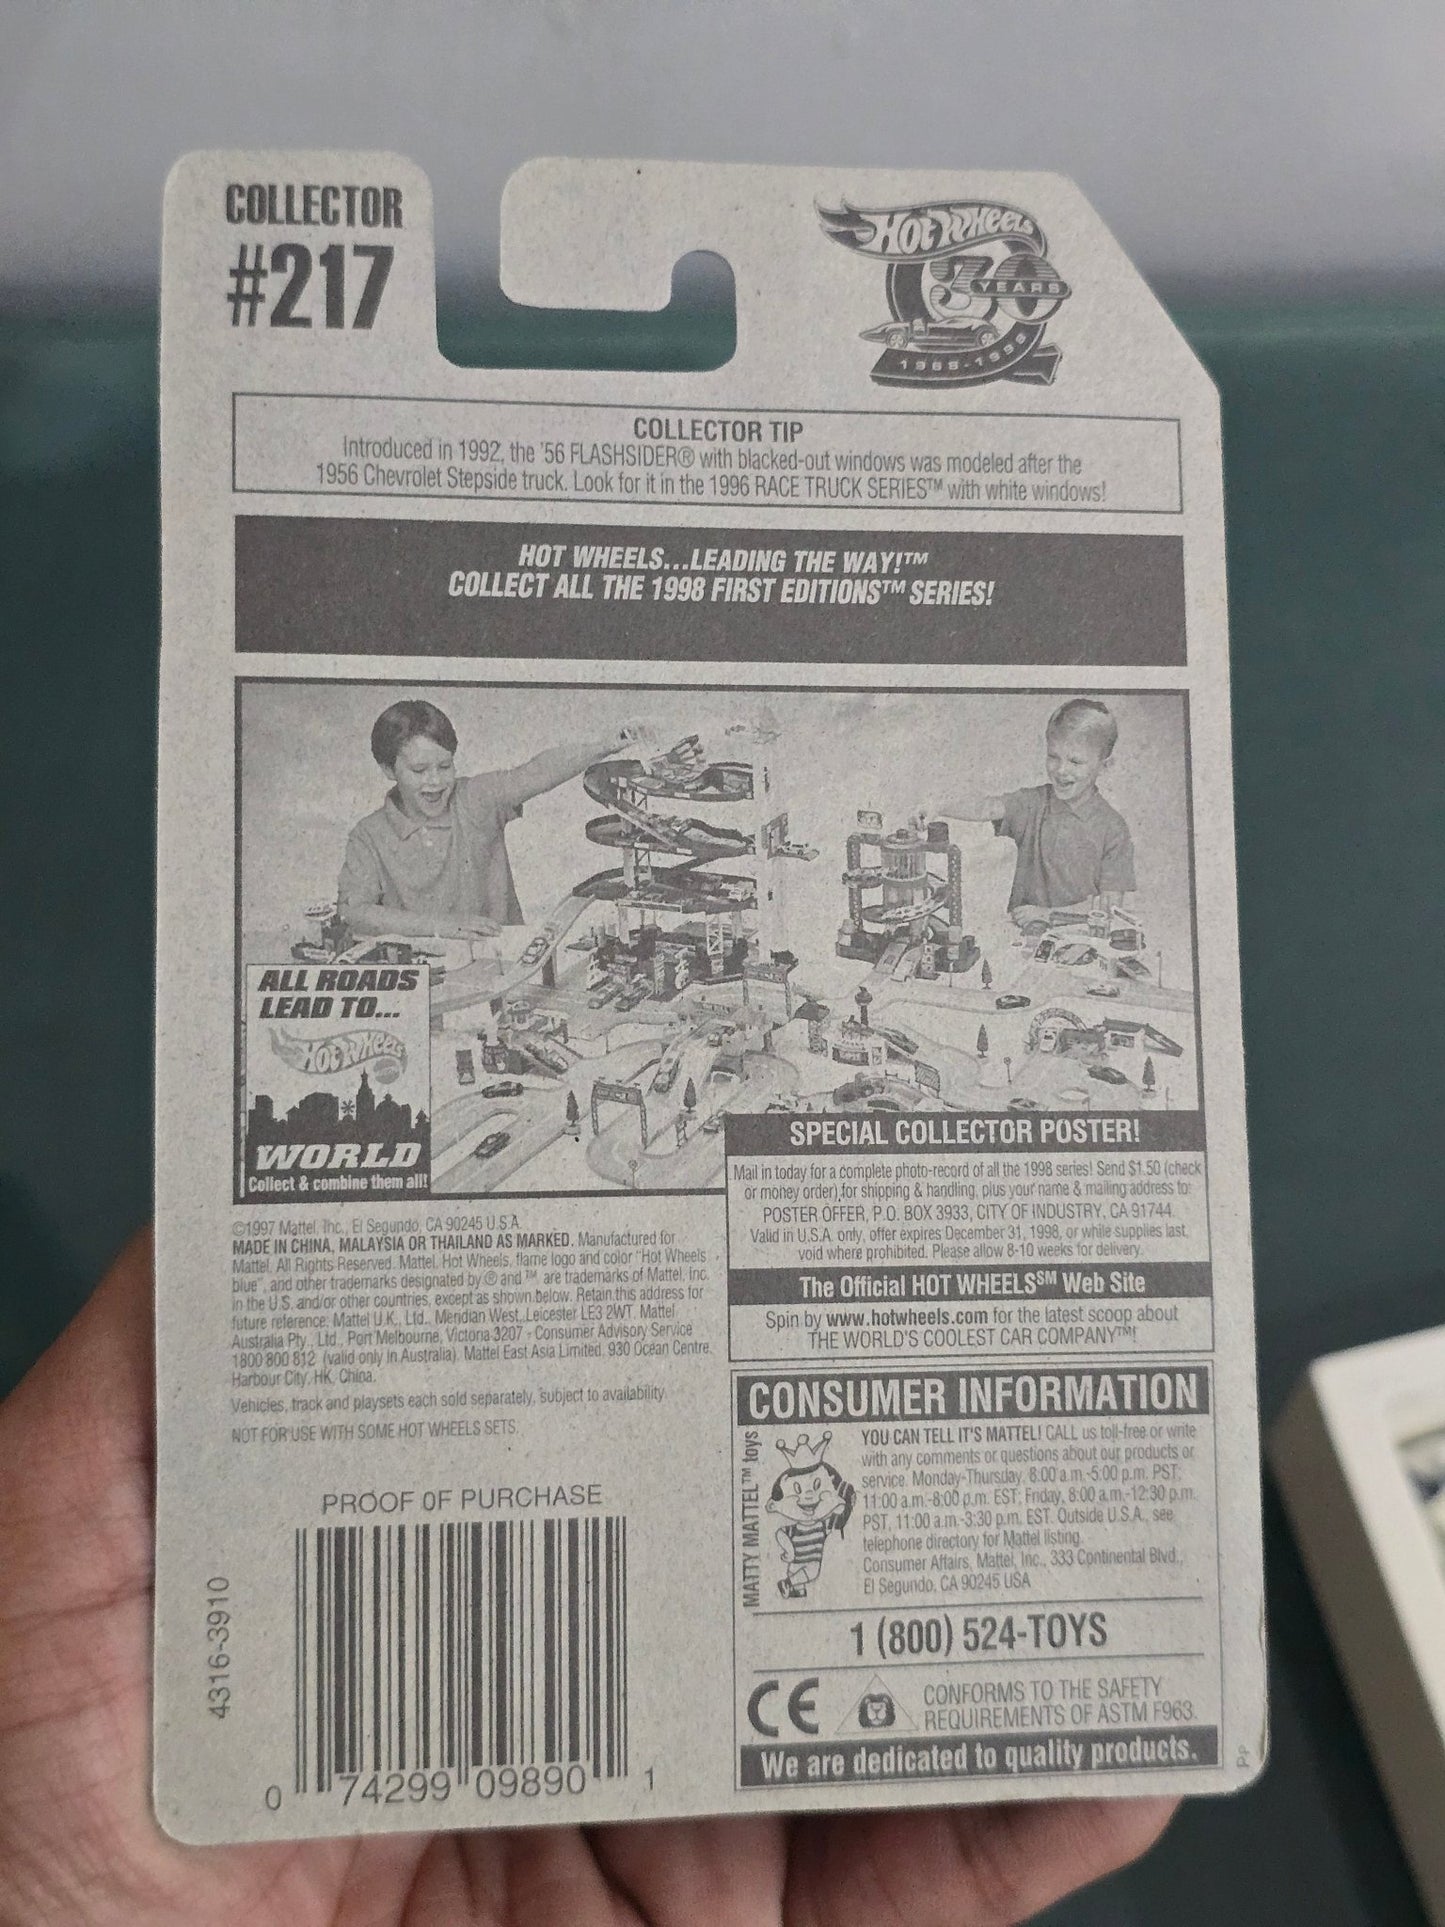 COLLECTOR
#217
HOT WHEELS
30
YEARS
1968-1998
COLLECTOR TIP
Introduced in 1992, the '56 FLASHSIDER® with blacked-out windows was modeled after the
1956 Chevrolet Stepside truck. Look for it in the 1996 RACE TRUCK SERIES™ with white windows!
HOT WHEELS...LEADING THE WAY!™
COLLECT ALL THE 1998 FIRST EDITIONS™ SERIES!
ALL ROADS
LEAD TO...
HOT WHEELS
WORLD
Collect & combine them all!
SPECIAL COLLECTOR POSTER!
Mail in today for a complete photo-record of all the 1998 series! Send $1.50 (check
or money order) for shipping & handling, plus your name & mailing address to:
POSTER OFFER, P.O. BOX 3933, CITY OF INDUSTRY, CA 91744.
Valid in U.S.A. only, offer expires December 31, 1998, or while supplies last,
void where prohibited. Please allow 8-10 weeks for delivery.
The Official HOT WHEELS℠ Web Site
Spin by www.hotwheels.com for the latest scoop about
THE WORLD'S COOLEST CAR COMPANY™!
©1997 Mattel, Inc., El Segundo, CA 90245 U.S.A.
MADE IN CHINA, MALAYSIA OR THAILAND AS MARKED. Manufactured for
Mattel. All Rights Reserved. Mattel, Hot Wheels, flame logo and color "Hot Wheels
blue", and other trademarks designated by ® and ™ are trademarks of Mattel, Inc.
in the U.S. and/or other countries, except as shown below. Retain this address for
future reference: Mattel U.K., Ltd., Meridian West, Leicester LE3 2WT. Mattel
Australia Pty., Ltd., Port Melbourne, Victoria 3207 - Consumer Advisory Service
1800 800 812 (valid only in Australia). Mattel East Asia Limited, 930 Ocean Centre,
Harbour City, HK, China.
Vehicles, track and playsets each sold separately, subject to availability.
NOT FOR USE WITH SOME HOT WHEELS SETS.
CONSUMER INFORMATION
MATTY MATTEL™ toys
YOU CAN TELL IT'S MATTEL! CALL us toll-free or write
with any comments or questions about our products or
service. Monday-Thursday, 8:00 a.m.-5:00 p.m. PST;
11:00 a.m.-8:00 p.m. EST; Friday, 8:00 a.m.-12:30 p.m.
PST, 11:00 a.m.-3:30 p.m. EST. Outside U.S.A., see
telephone directory for Mattel listing.
Consumer Affairs, Mattel, Inc., 333 Continental Blvd.,
El Segundo, CA 90245 USA
1 (800) 524-TOYS
CE
CONFORMS TO THE SAFETY
REQUIREMENTS OF ASTM F963.
We are dedicated to quality products.
PP
PROOF OF PURCHASE
4316-3910
0 74299 09890 1